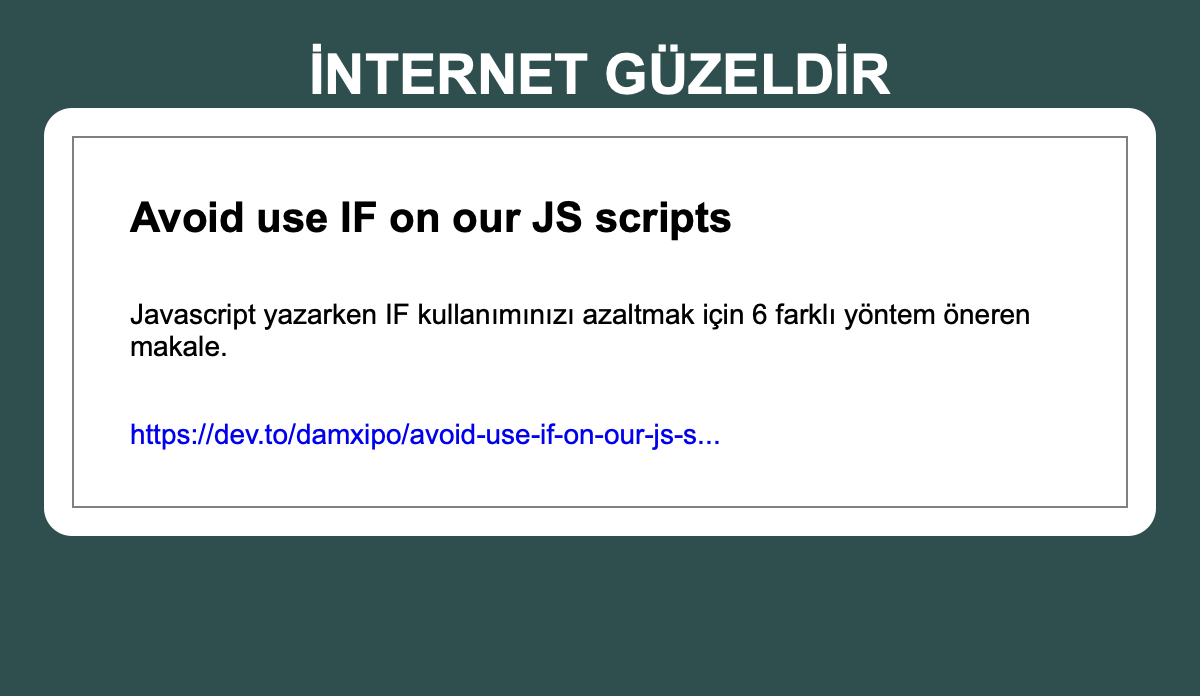 İNTERNET GÜZELDİR
Avoid use IF on our JS scripts
Javascript yazarken IF kullanımınızı azaltmak için 6 farklı yöntem öneren
makale.
https://dev.to/damxipo/avoid-use-if-on-our-js-s...